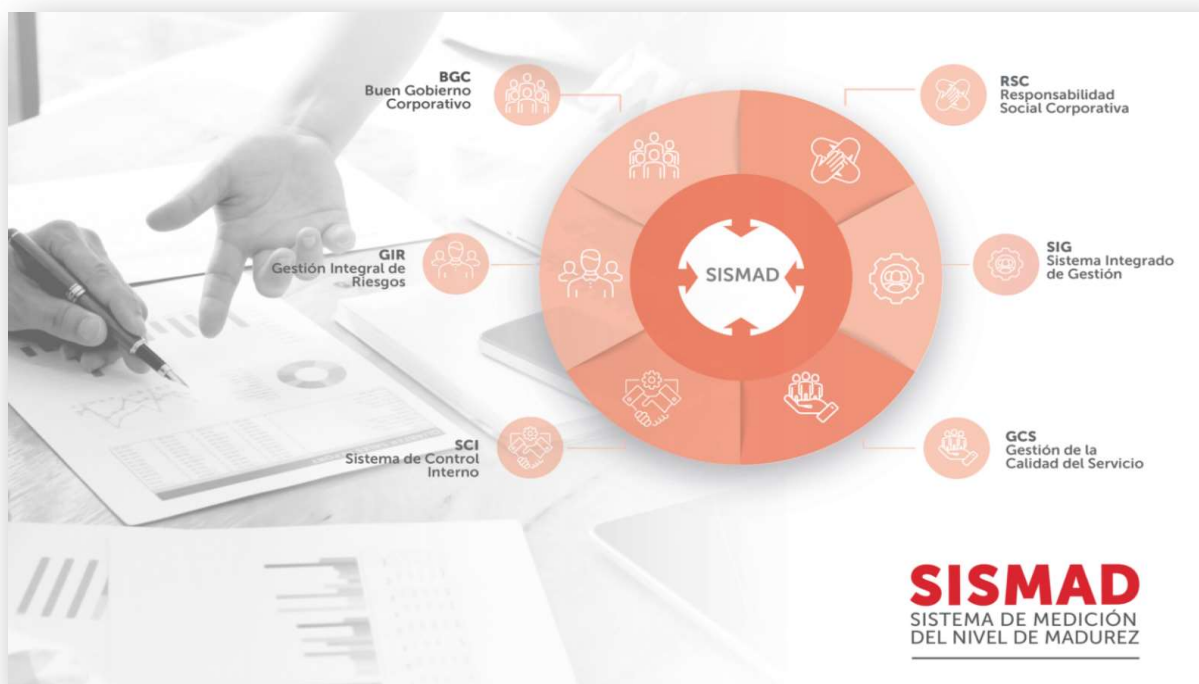 BGC
Buen Gobierno
Corporativo
RSC
Responsabilidad
Social Corporativa
GIR
Gestión Integral de
Riesgos
SISMAD
SIG
Sistema Integrado
de Gestión
SCI
Sistema de Control
Interno
GCS
Gestión de la
Calidad del Servicio
SISMAD
SISTEMA DE MEDICIÓN
DEL NIVEL DE MADUREZ